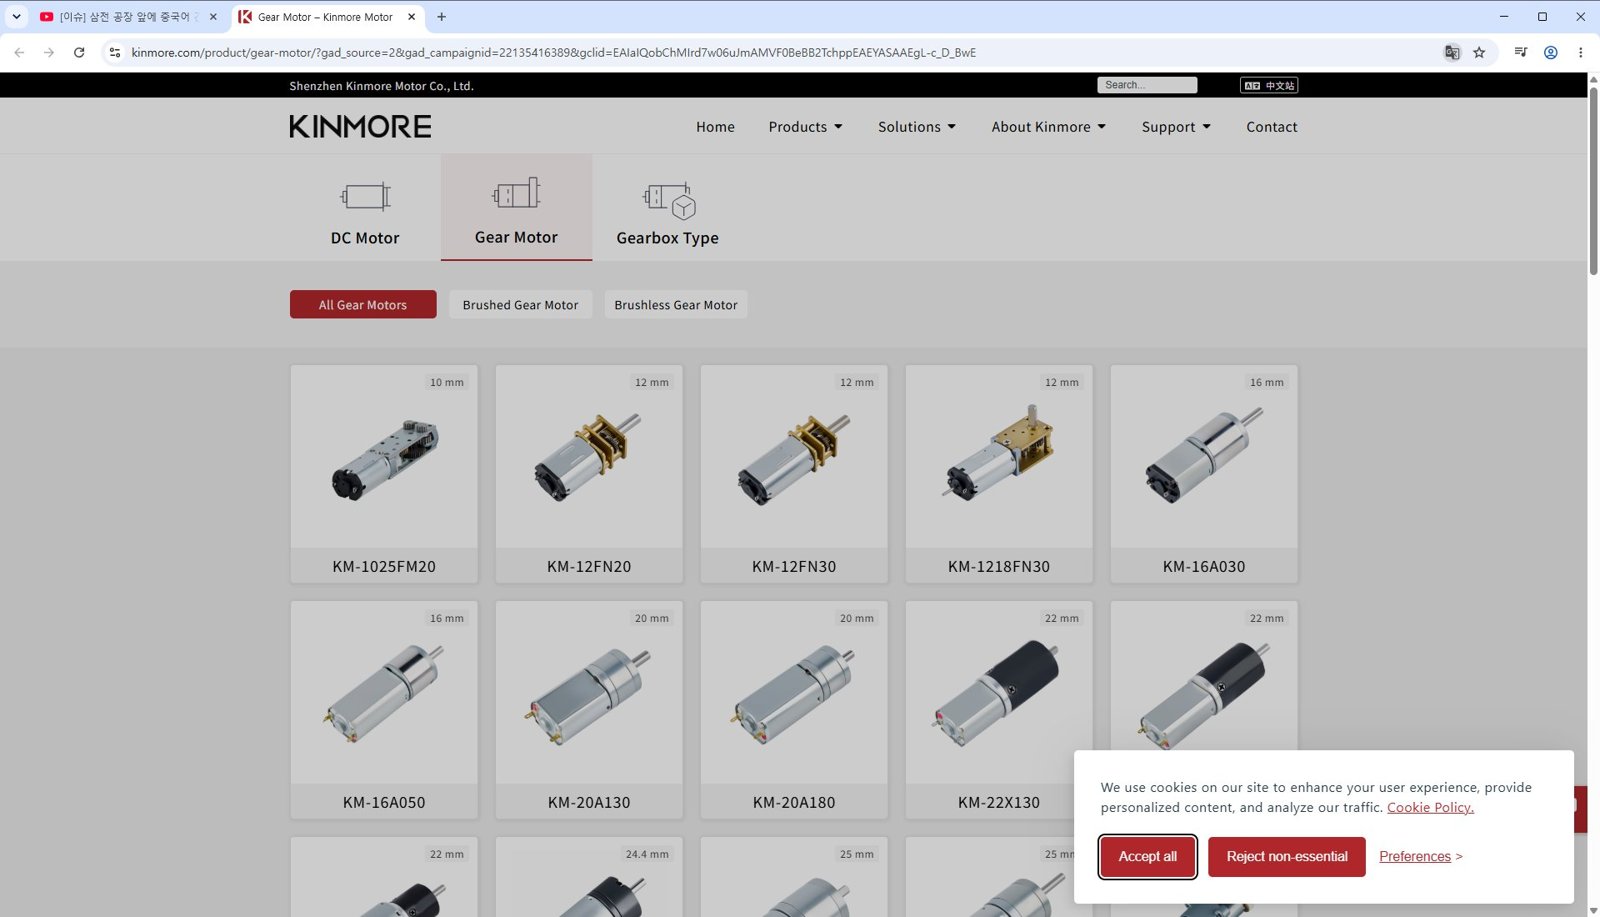 [이슈] 삼전 공장 앞에 중국어
Gear Motor – Kinmore Motor
kinmore.com/product/gear-motor/?gad_source=2&gad_campaignid=22135416389&gclid=EAIaIQobChMIrd7w06uJmAMVF0BeBB2TchppEAEYASAAEgL-c_D_BwE
Shenzhen Kinmore Motor Co., Ltd.
Search...
中文站
KINMORE
Home
Products
Solutions
About Kinmore
Support
Contact
DC Motor
Gear Motor
Gearbox Type
All Gear Motors
Brushed Gear Motor
Brushless Gear Motor
10 mm
12 mm
12 mm
12 mm
16 mm
KM-1025FM20
KM-12FN20
KM-12FN30
KM-1218FN30
KM-16A030
16 mm
20 mm
20 mm
22 mm
22 mm
KM-16A050
KM-20A130
KM-20A180
KM-22X130
22 mm
24.4 mm
25 mm
25 mm
We use cookies on our site to enhance your user experience, provide
personalized content, and analyze our traffic. Cookie Policy.
Accept all
Reject non-essential
Preferences >